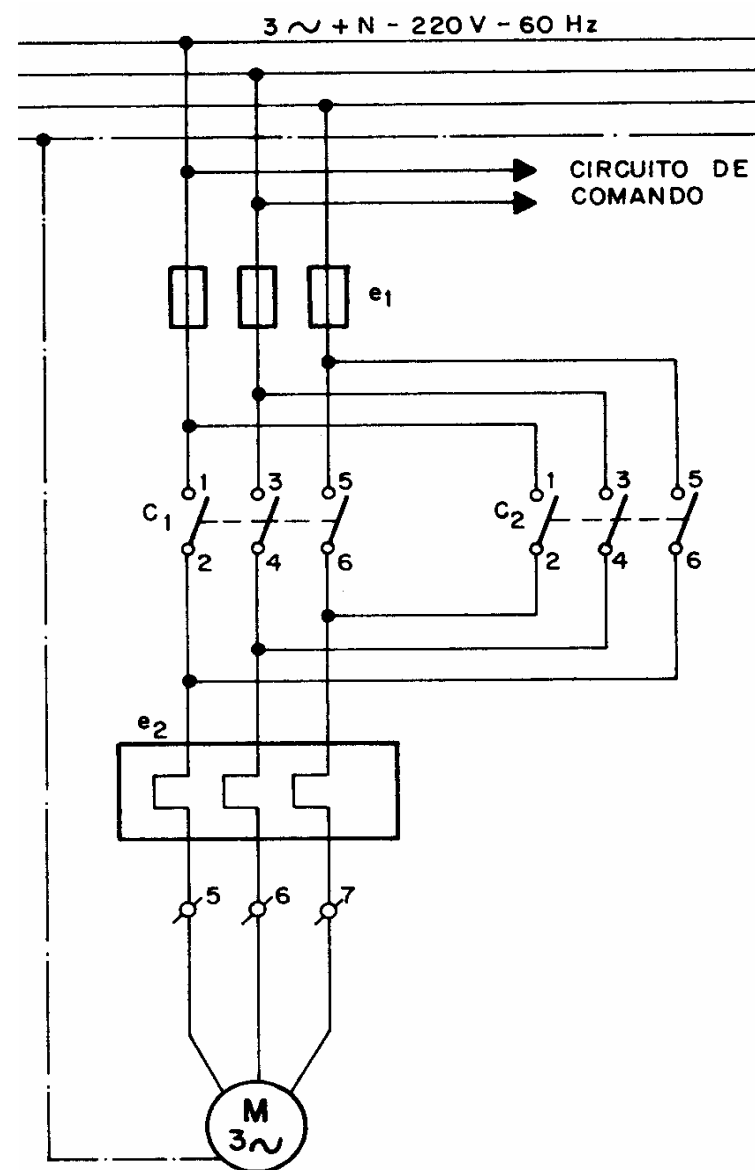 3 ~ + N - 220 V - 60 Hz
CIRCUITO DE
COMANDO
e1
1 3 5
1 3 5
C1
C2
2 4 6
2 4 6
e2
5 6 7
M
3~